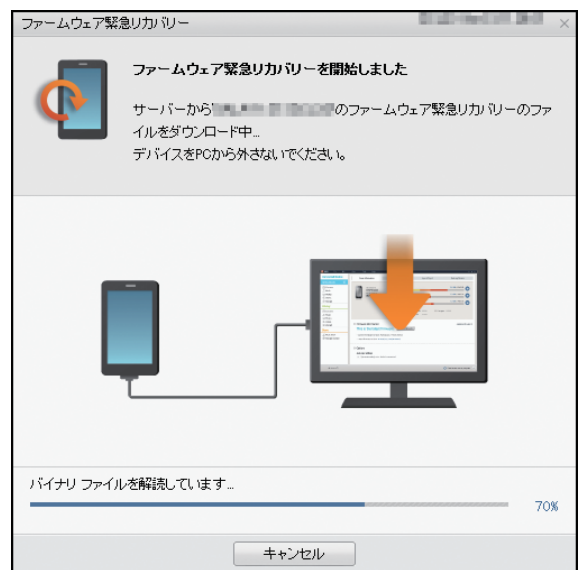 ファームウェア緊急リカバリー
ファームウェア緊急リカバリーを開始しました
サーバーから のファームウェア緊急リカバリーのファ
イルをダウンロード中...
デバイスをPCから外さないでください。
バイナリ ファイルを解読しています...
70%
キャンセル